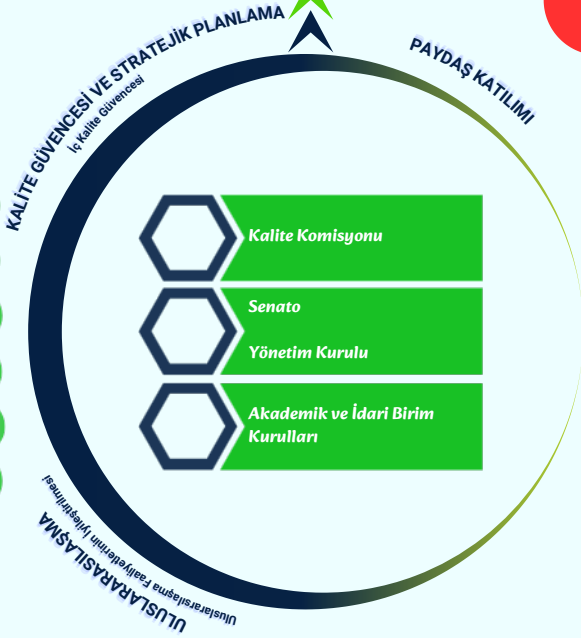 KALİTE GÜVENCESİ VE STRATEJİK PLANLAMA
İç Kalite Güvencesi
PAYDAŞ KATILIMI
Kalite Komisyonu
Senato
Yönetim Kurulu
Akademik ve İdari Birim
Kurulları
Uluslarsılaşma Faaliyetlerinin İyileştirilmesi
ULUSLARARASILAŞMA